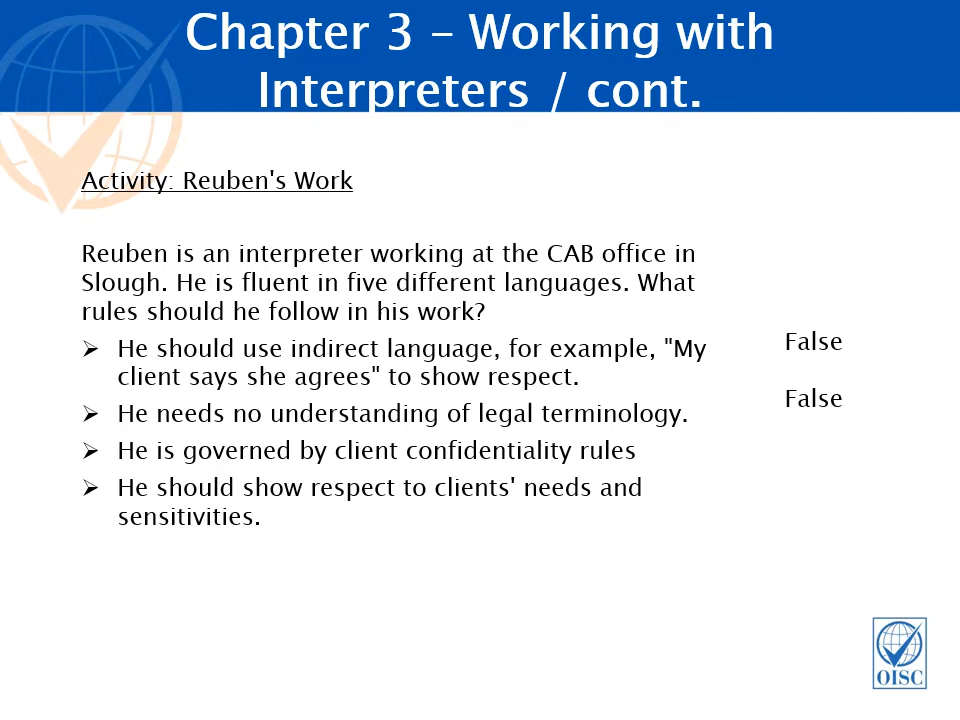 Chapter 3 – Working with
Interpreters / cont.
Activity: Reuben's Work
Reuben is an interpreter working at the CAB office in
Slough. He is fluent in five different languages. What
rules should he follow in his work?
➢ He should use indirect language, for example, "My
client says she agrees" to show respect.
False
➢ He needs no understanding of legal terminology.
False
➢ He is governed by client confidentiality rules
➢ He should show respect to clients' needs and
sensitivities.
OISC